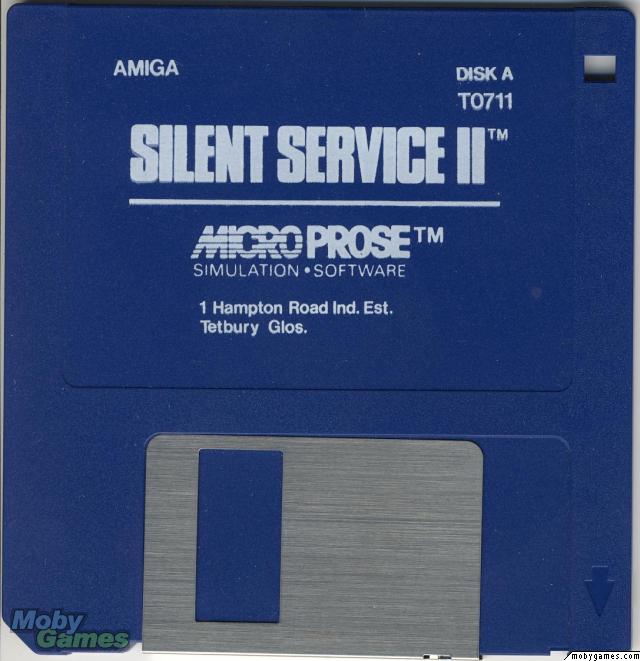 AMIGA
DISK A
T0711
SILENT SERVICE II™
MICROPROSE™
SIMULATION • SOFTWARE
1 Hampton Road Ind. Est.
Tetbury Glos.
Moby
Games
mobygames.com